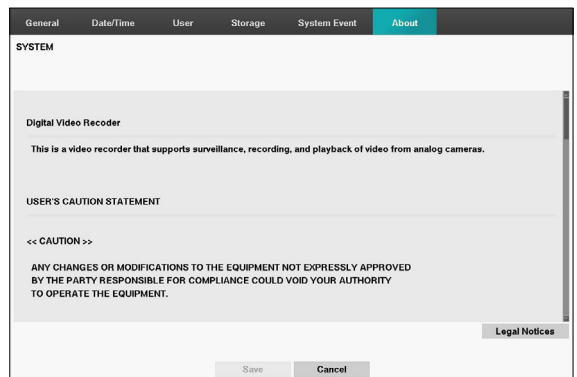 General Date/Time User Storage System Event About
SYSTEM
Digital Video Recoder
This is a video recorder that supports surveillance, recording, and playback of video from analog cameras.
USER'S CAUTION STATEMENT
<< CAUTION >>
ANY CHANGES OR MODIFICATIONS TO THE EQUIPMENT NOT EXPRESSLY APPROVED
BY THE PARTY RESPONSIBLE FOR COMPLIANCE COULD VOID YOUR AUTHORITY
TO OPERATE THE EQUIPMENT.
Legal Notices
Save Cancel